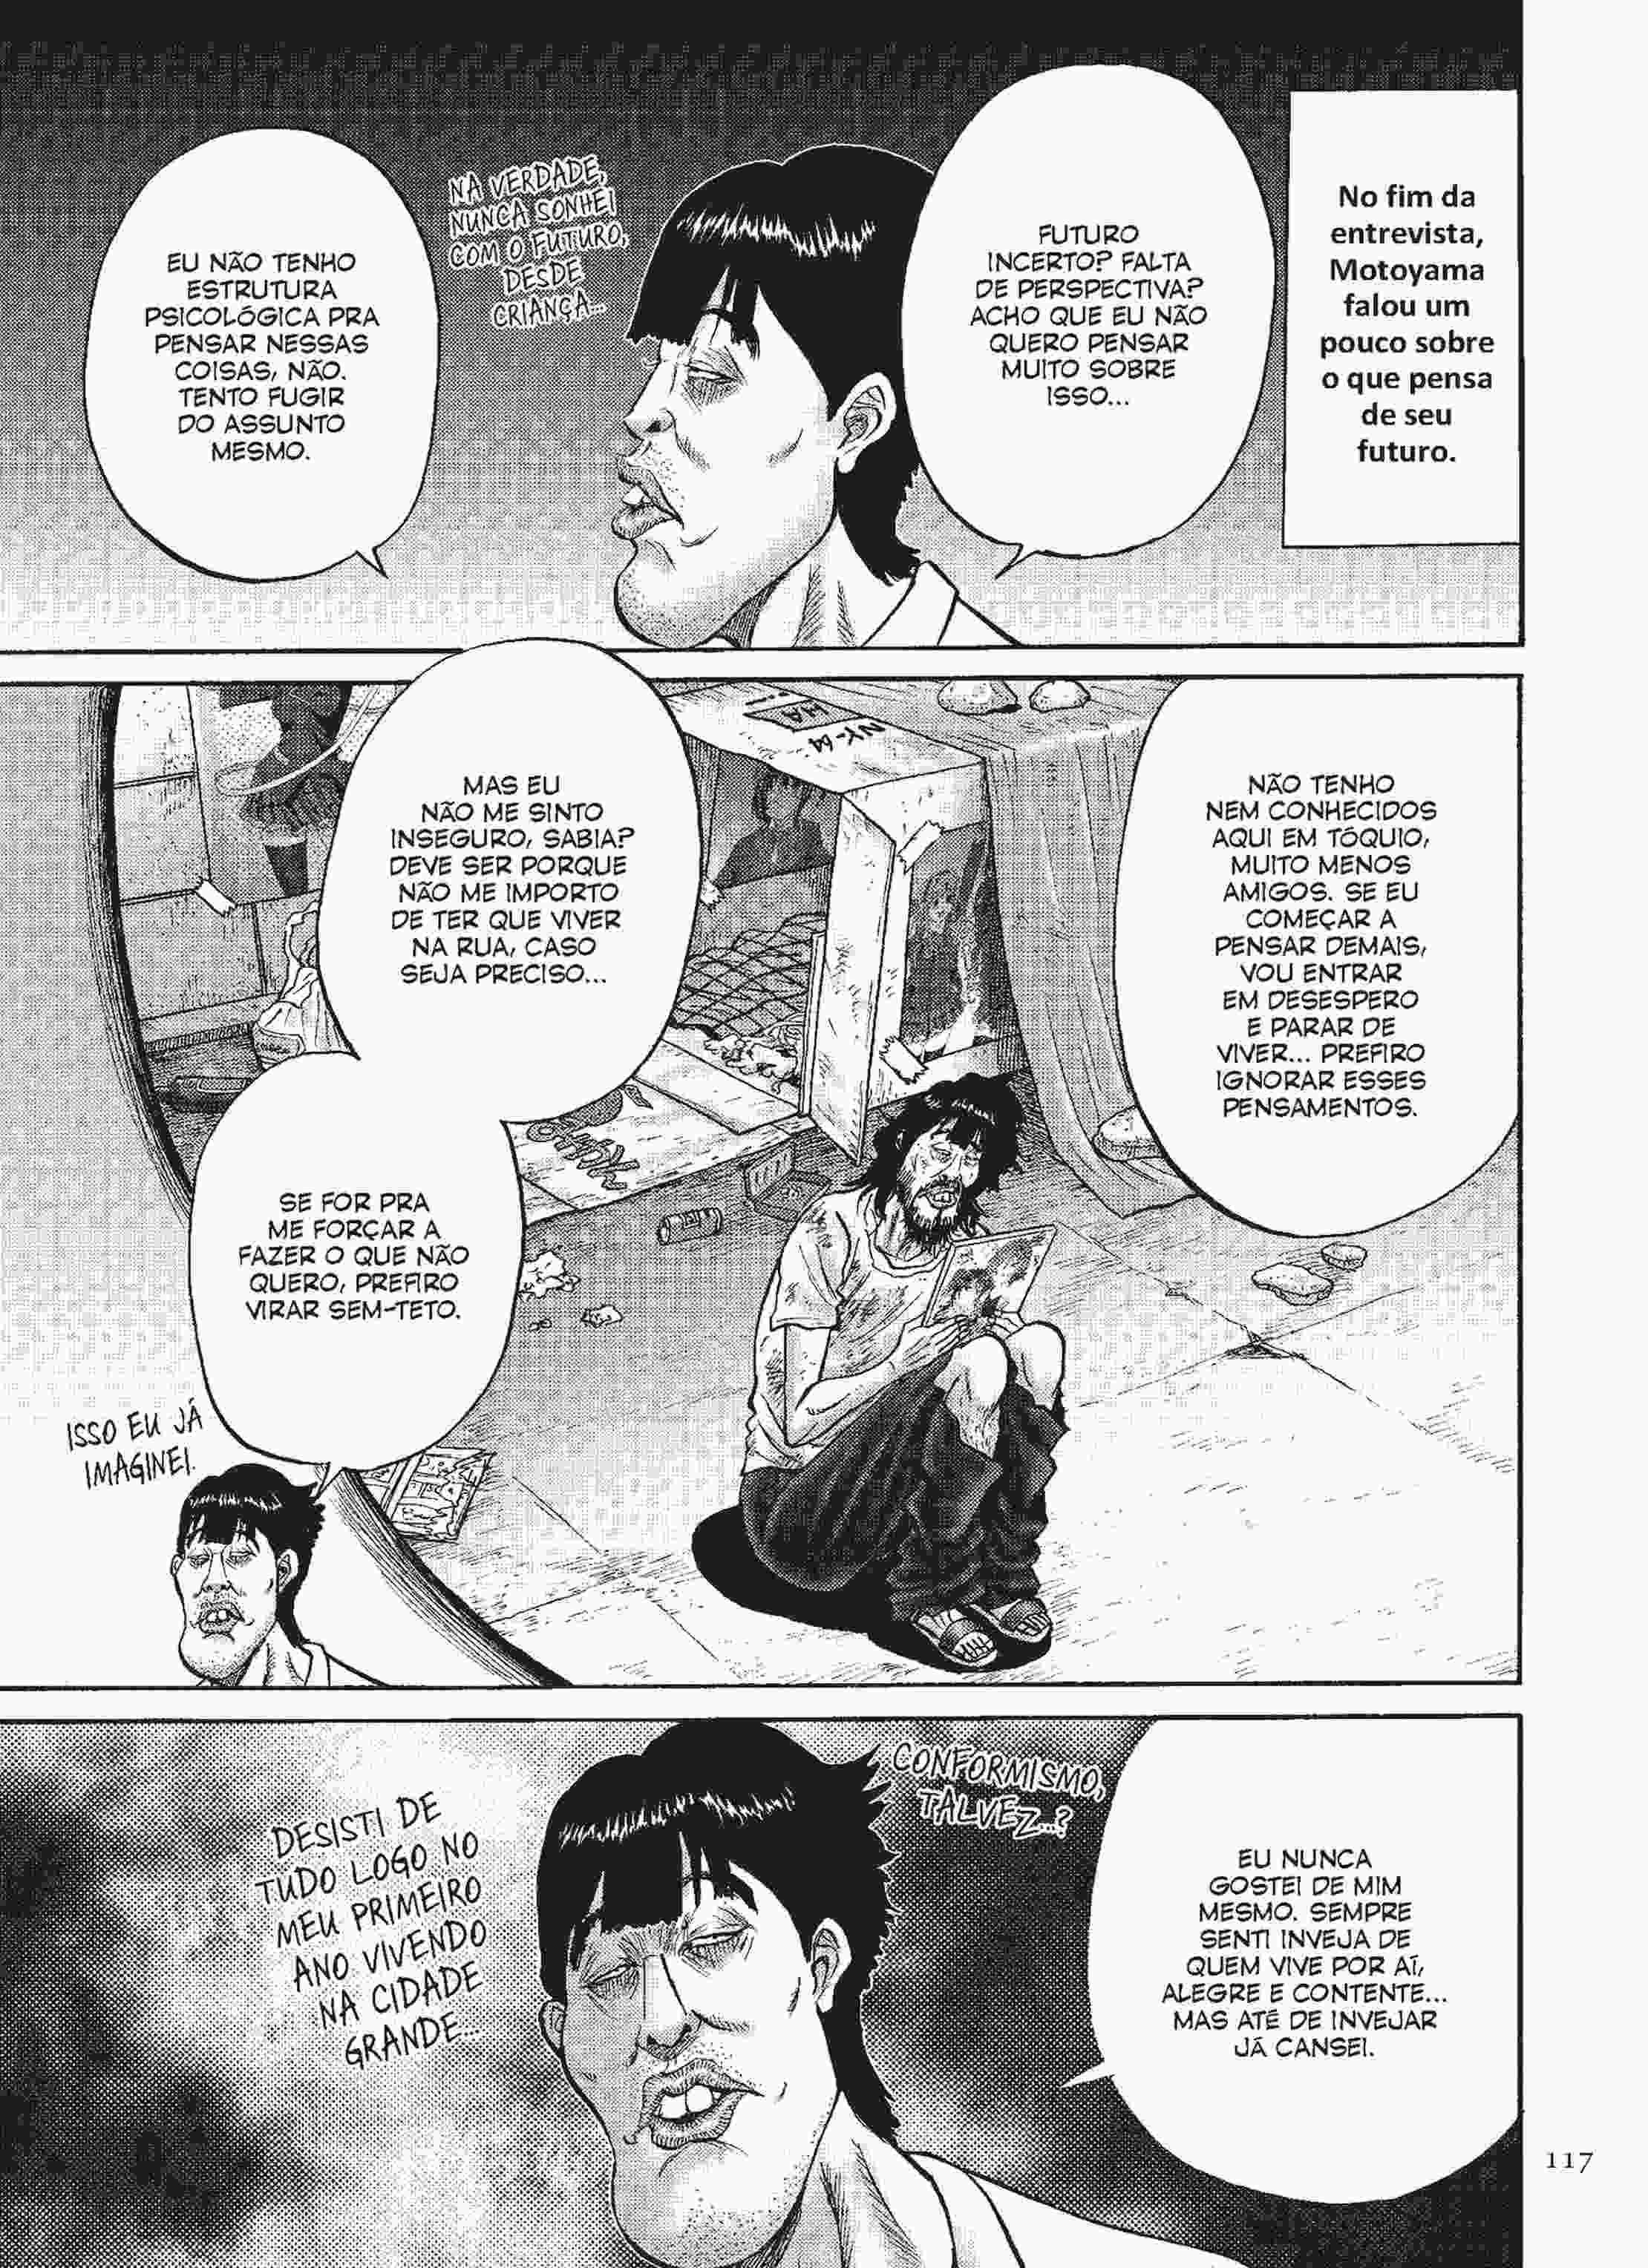 No fim da
entrevista,
Motoyama
falou um
pouco sobre
o que pensa
de seu
futuro.
FUTURO
INCERTO? FALTA
DE PERSPECTIVA?
ACHO QUE EU NÃO
QUERO PENSAR
MUITO SOBRE
ISSO...
NA VERDADE,
NUNCA SONHEI
COM O FUTURO,
DESDE
CRIANÇA...
EU NÃO TENHO
ESTRUTURA
PSICOLÓGICA PRA
PENSAR NESSAS
COISAS, NÃO.
TENTO FUGIR
DO ASSUNTO
MESMO.
NÃO TENHO
NEM CONHECIDOS
AQUI EM TÓQUIO,
MUITO MENOS
AMIGOS. SE EU
COMEÇAR A
PENSAR DEMAIS,
VOU ENTRAR
EM DESESPERO
E PARAR DE
VIVER... PREFIRO
IGNORAR ESSES
PENSAMENTOS.
MAS EU
NÃO ME SINTO
INSEGURO, SABIA?
DEVE SER PORQUE
NÃO ME IMPORTO
DE TER QUE VIVER
NA RUA, CASO
SEJA PRECISO...
SE FOR PRA
ME FORÇAR A
FAZER O QUE NÃO
QUERO, PREFIRO
VIRAR SEM-TETO.
ISSO EU JÁ
IMAGINEI.
EU NUNCA
GOSTEI DE MIM
MESMO. SEMPRE
SENTI INVEJA DE
QUEM VIVE POR AÍ,
ALEGRE E CONTENTE...
MAS ATÉ DE INVEJAR
JÁ CANSEI.
CONFORMISMO,
TALVEZ...?
DESISTI DE
TUDO LOGO NO
MEU PRIMEIRO
ANO VIVENDO
NA CIDADE
GRANDE...
117